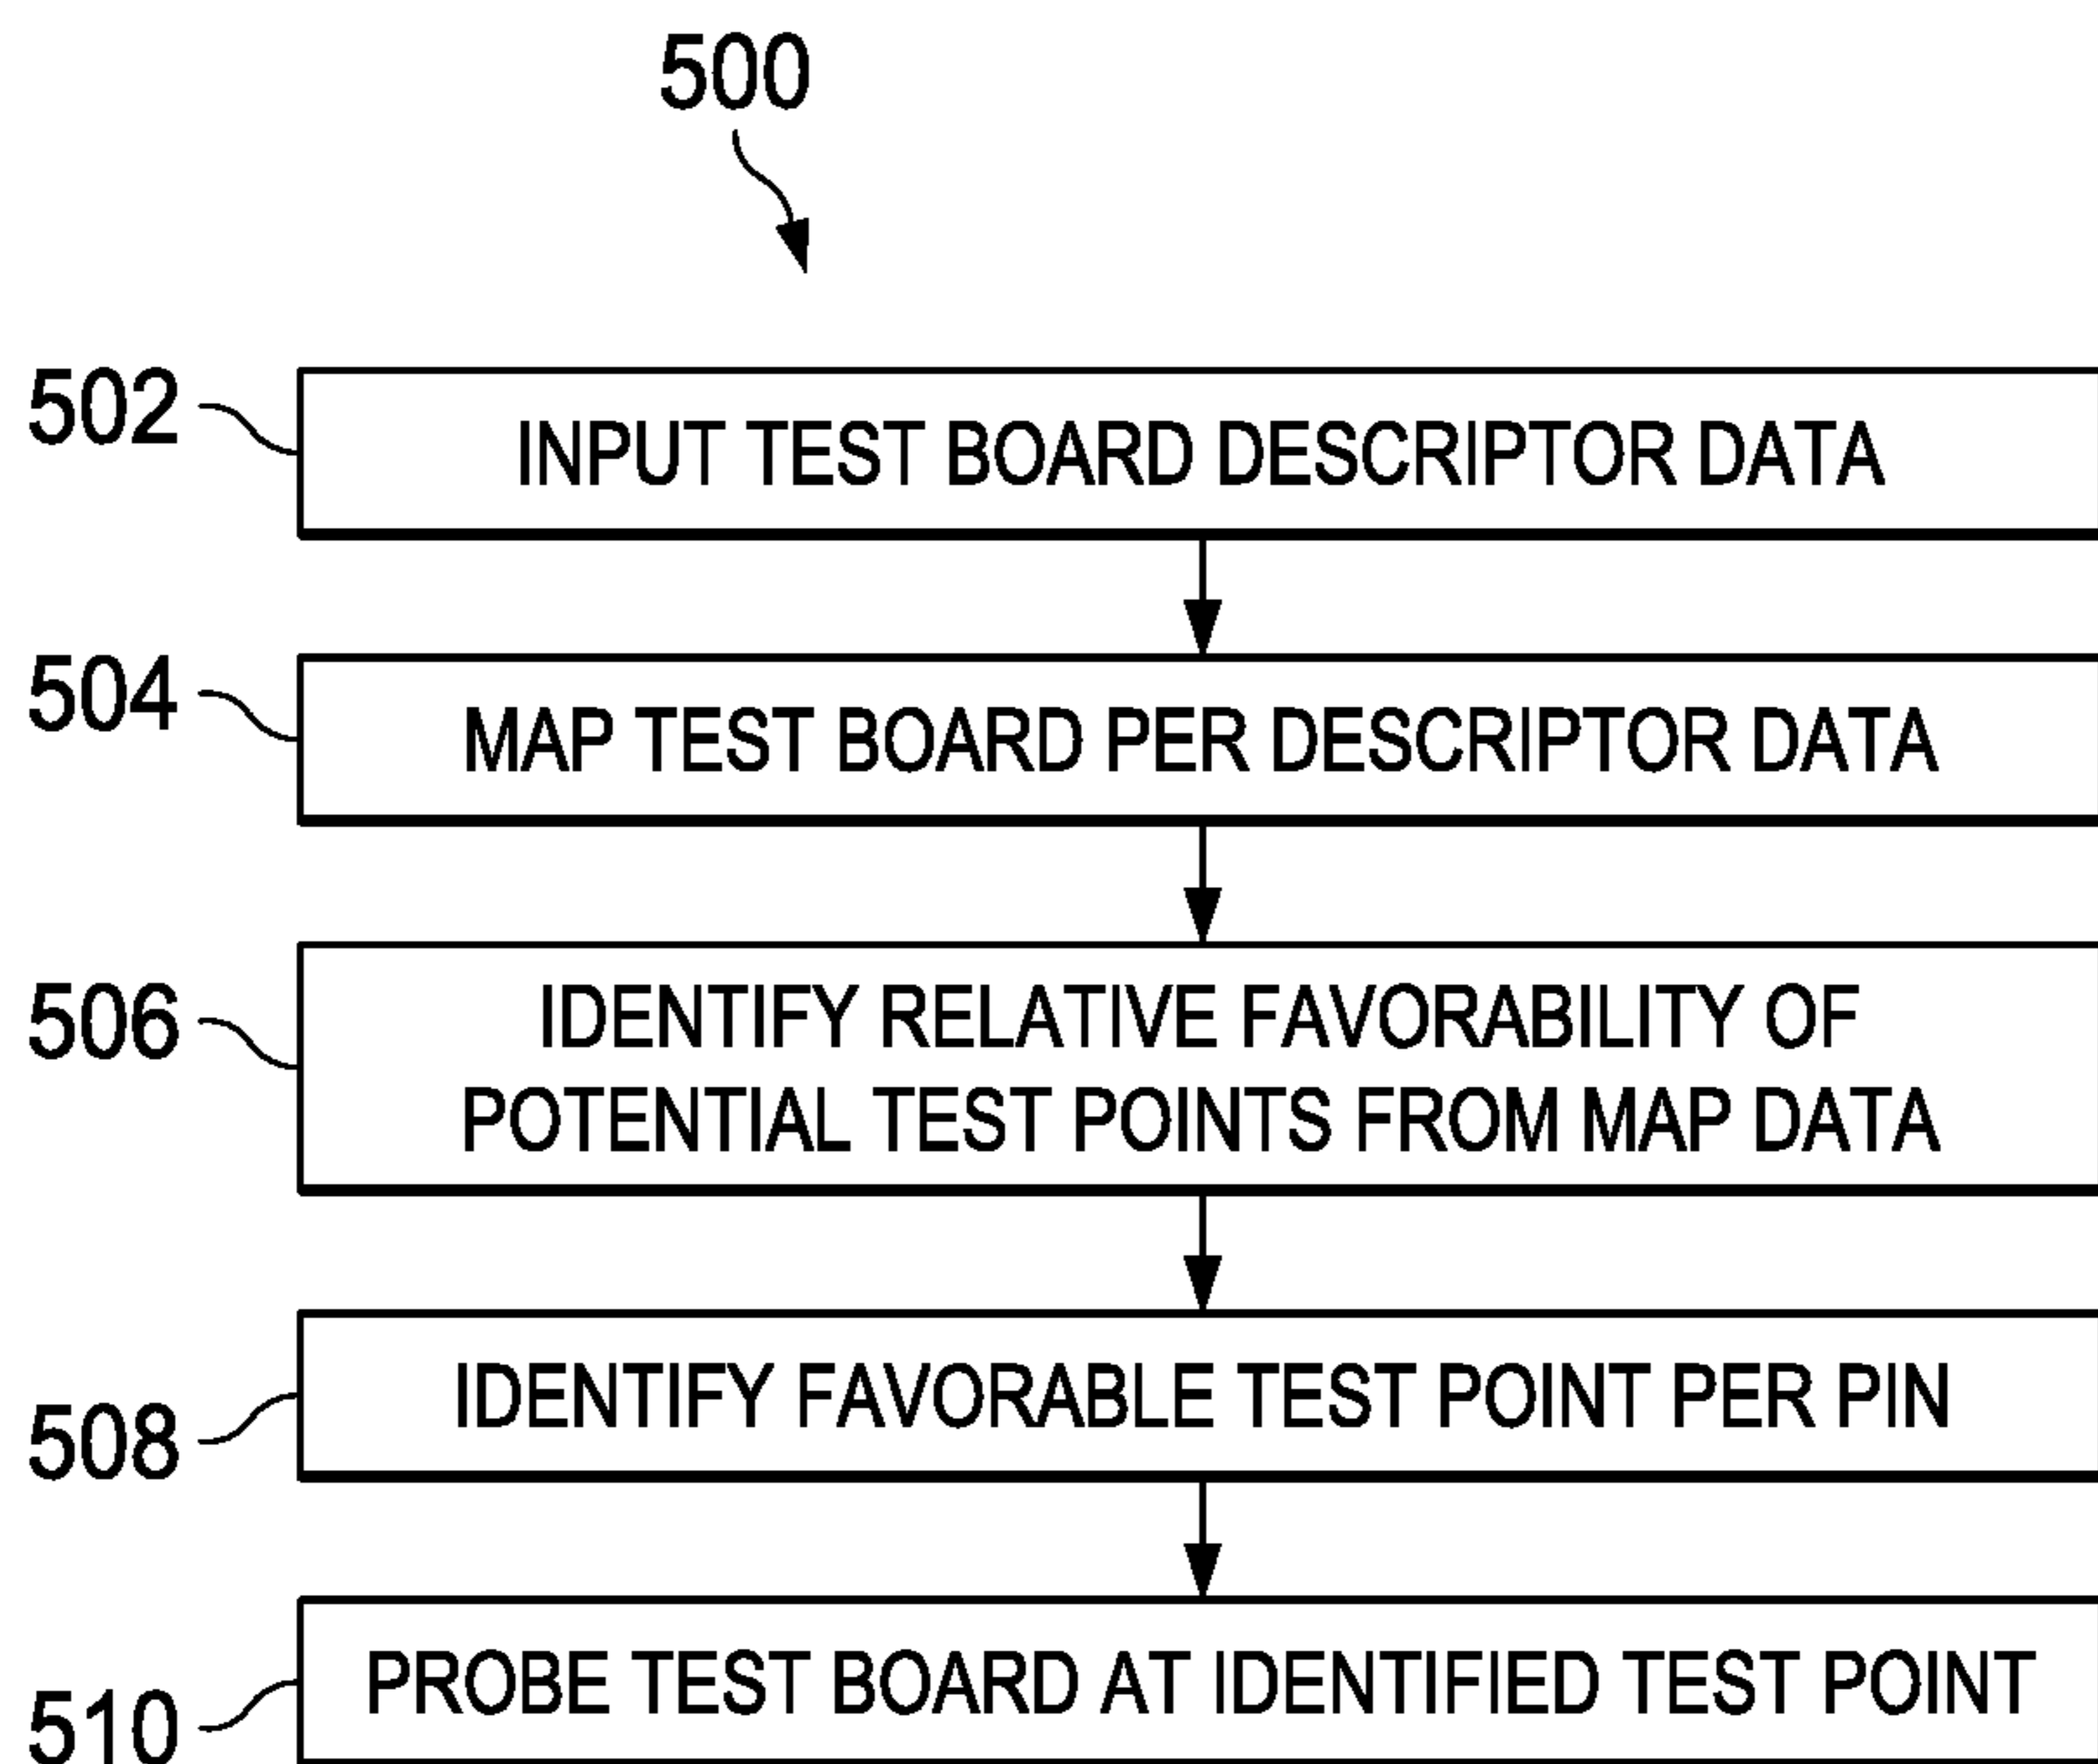 500
502
INPUT TEST BOARD DESCRIPTOR DATA
504
MAP TEST BOARD PER DESCRIPTOR DATA
506
IDENTIFY RELATIVE FAVORABILITY OF
POTENTIAL TEST POINTS FROM MAP DATA
508
IDENTIFY FAVORABLE TEST POINT PER PIN
510
PROBE TEST BOARD AT IDENTIFIED TEST POINT